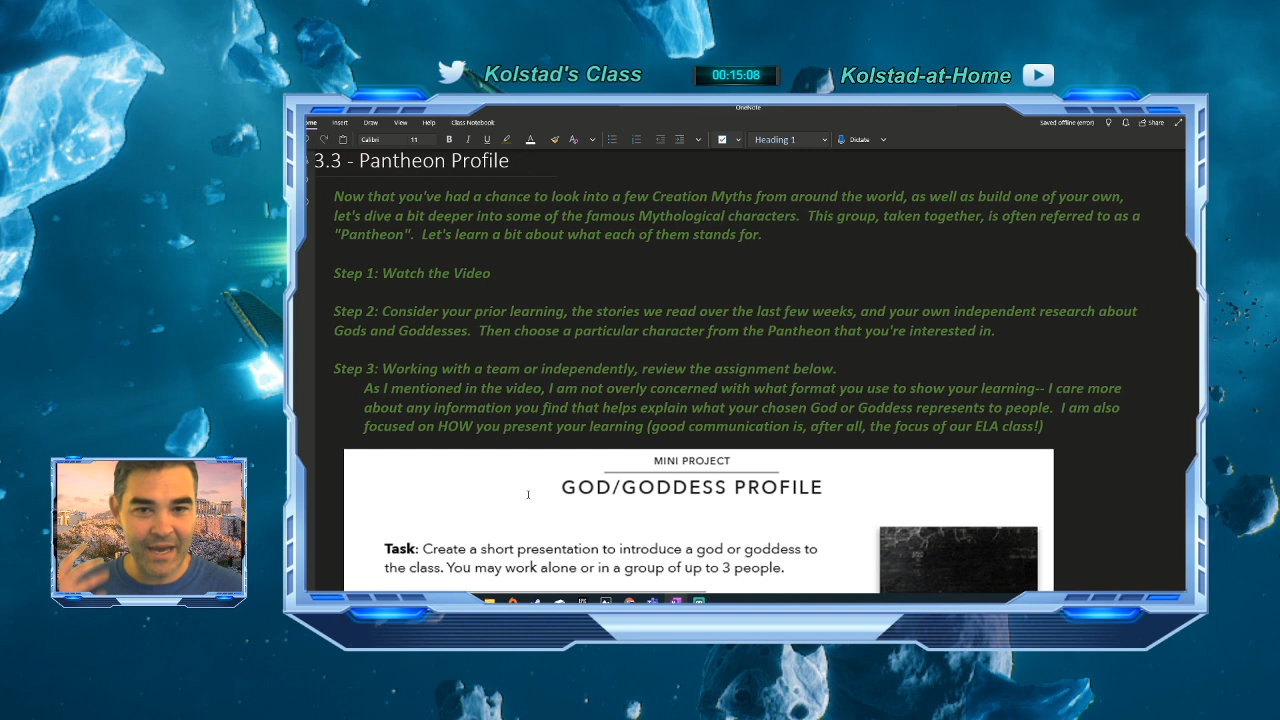 Kolstad's Class
00:15:08
Kolstad-at-Home
OneNote
Insert
Draw
View
Help
Class Notebook
Saved offline (error)
Share
Calibri
11
B
I
U
A
Heading 1
Dictate
3.3 - Pantheon Profile
Now that you've had a chance to look into a few Creation Myths from around the world, as well as build one of your own,
let's dive a bit deeper into some of the famous Mythological characters. This group, taken together, is often referred to as a
"Pantheon". Let's learn a bit about what each of them stands for.
Step 1: Watch the Video
Step 2: Consider your prior learning, the stories we read over the last few weeks, and your own independent research about
Gods and Goddesses. Then choose a particular character from the Pantheon that you're interested in.
Step 3: Working with a team or independently, review the assignment below.
As I mentioned in the video, I am not overly concerned with what format you use to show your learning-- I care more
about any information you find that helps explain what your chosen God or Goddess represents to people. I am also
focused on HOW you present your learning (good communication is, after all, the focus of our ELA class!)
MINI PROJECT
GOD/GODDESS PROFILE
Task: Create a short presentation to introduce a god or goddess to
the class. You may work alone or in a group of up to 3 people.